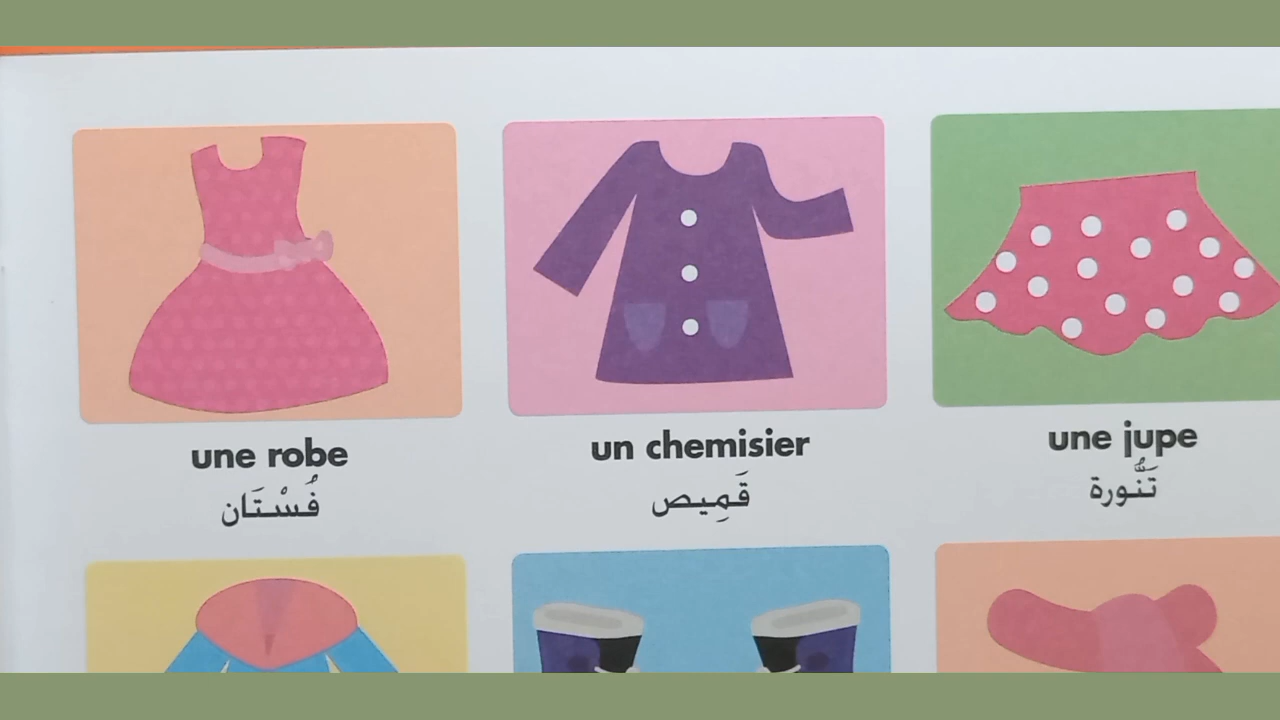 une robe
فُسْتَان
un chemisier
قَمِيص
une jupe
تَنُّورة